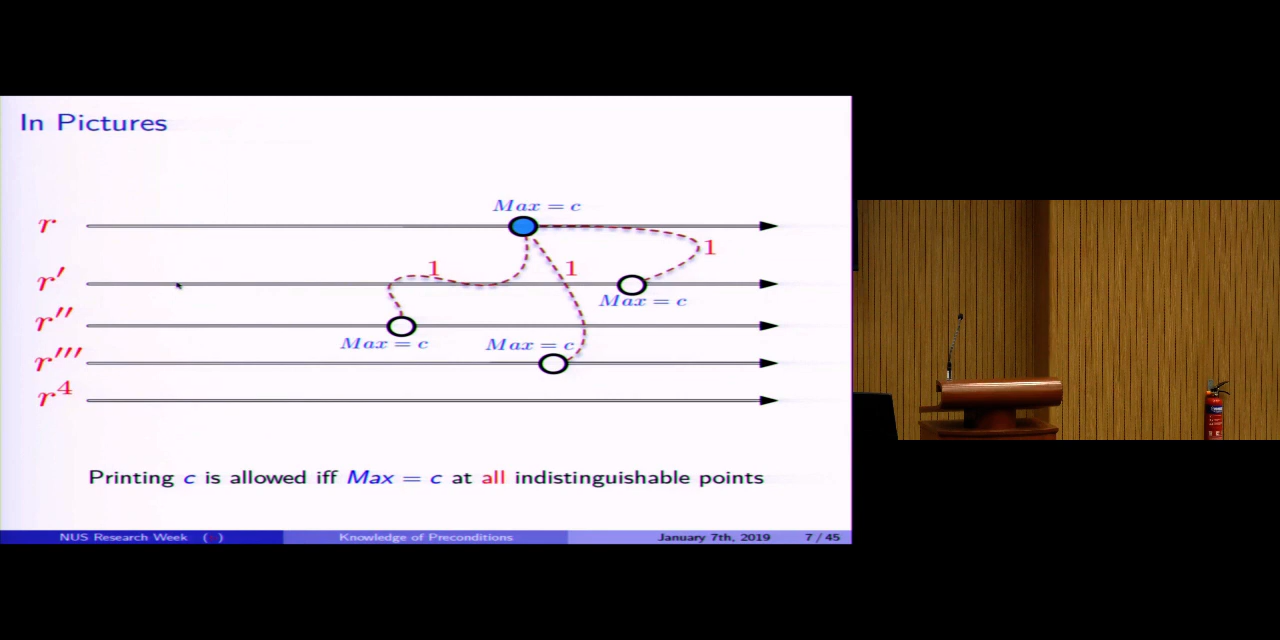 In Pictures
Max = c
r
1
r′
1
1
Max = c
r″
Max = c
Max = c
r‴
r⁴
Printing c is allowed iff Max = c at all indistinguishable points
NUS Research Week Knowledge of Preconditions January 7th, 2019 7 / 45